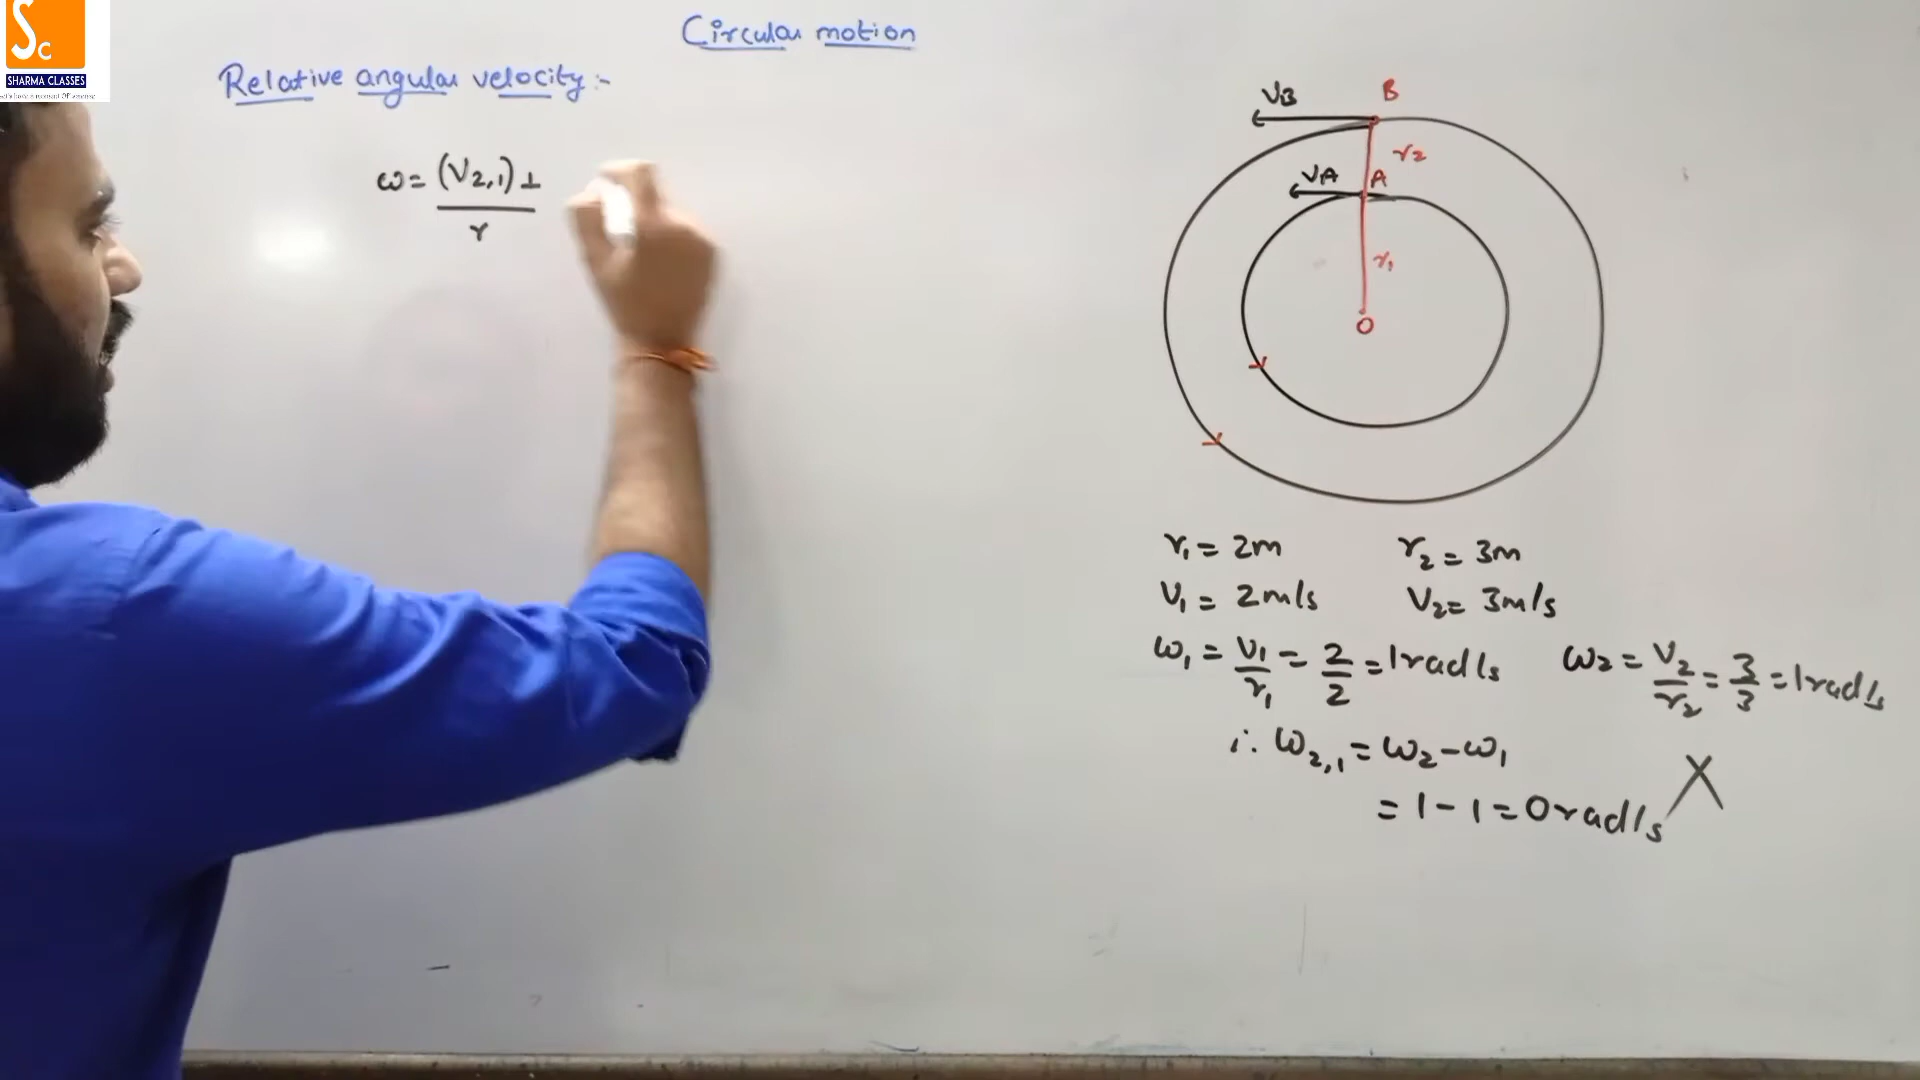 Sc
SHARMA CLASSES
Circular motion
Relative angular velocity:-
ω = (V2,1)⊥ / r
VB B
r2
VA A
r1
O
r1 = 2m r2 = 3m
V1 = 2m/s V2 = 3m/s
ω1 = V1/r1 = 2/2 = 1rad/s ω2 = V2/r2 = 3/3 = 1rad/s
∴ ω2,1 = ω2 - ω1
= 1 - 1 = 0rad/s X